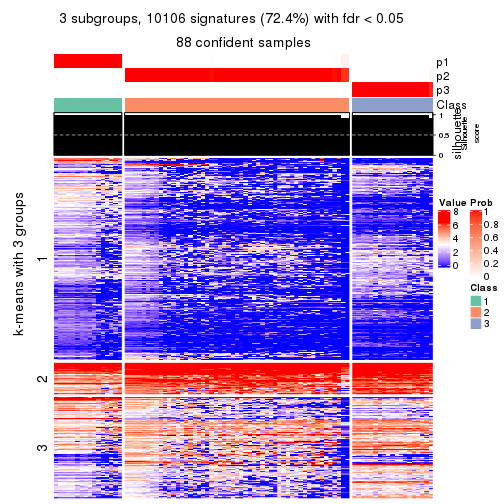 3 subgroups, 10106 signatures (72.4%) with fdr < 0.05
88 confident samples
p1
p2
p3
Class
1
0.5
0
silhouette
Silhouette
score
k-means with 3 groups
1
2
3
Value
8
6
4
2
0
Prob
1
0.8
0.6
0.4
0.2
0
Class
1
2
3